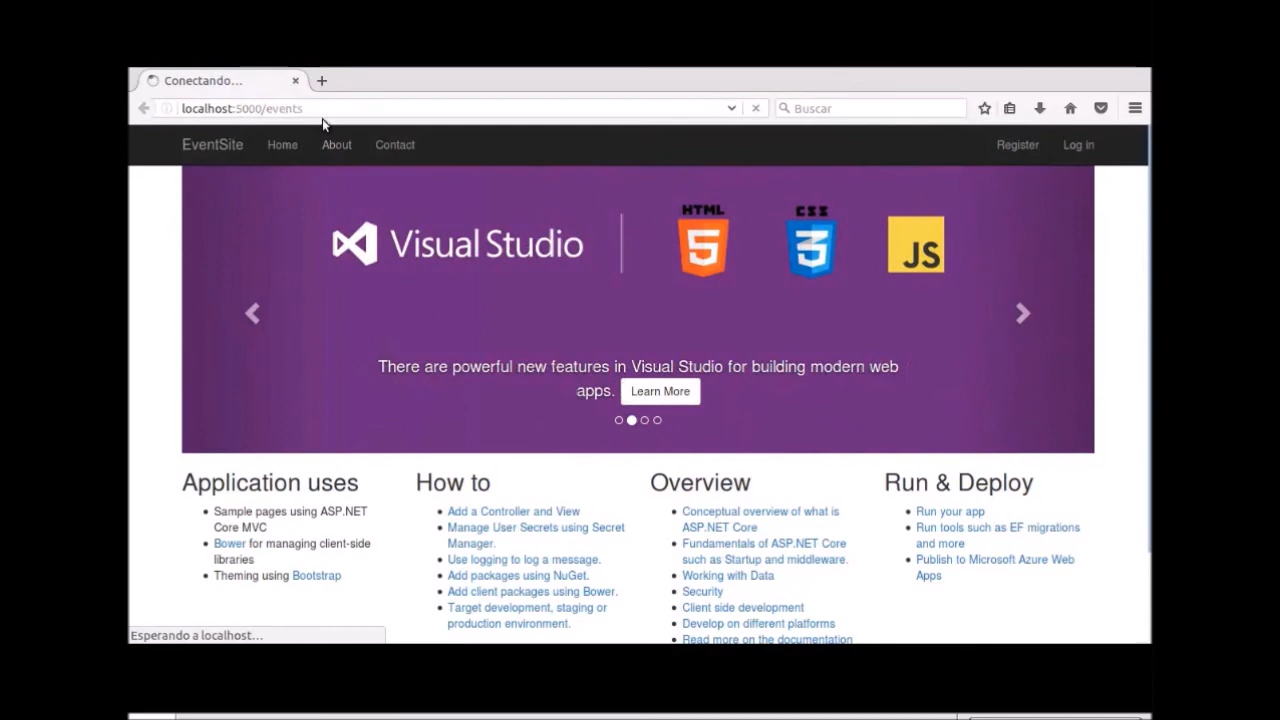 Conectando...
localhost:5000/events
Buscar
EventSite Home About Contact Register Log in
Visual Studio HTML 5 CSS 3 JS
There are powerful new features in Visual Studio for building modern web
apps. Learn More
Application uses
Sample pages using ASP.NET
Core MVC
Bower for managing client-side
libraries
Theming using Bootstrap
How to
Add a Controller and View
Manage User Secrets using Secret
Manager.
Use logging to log a message.
Add packages using NuGet.
Add client packages using Bower.
Target development, staging or
production environment.
Overview
Conceptual overview of what is
ASP.NET Core
Fundamentals of ASP.NET Core
such as Startup and middleware.
Working with Data
Security
Client side development
Develop on different platforms
Read more on the documentation
Run & Deploy
Run your app
Run tools such as EF migrations
and more
Publish to Microsoft Azure Web
Apps
Esperando a localhost...